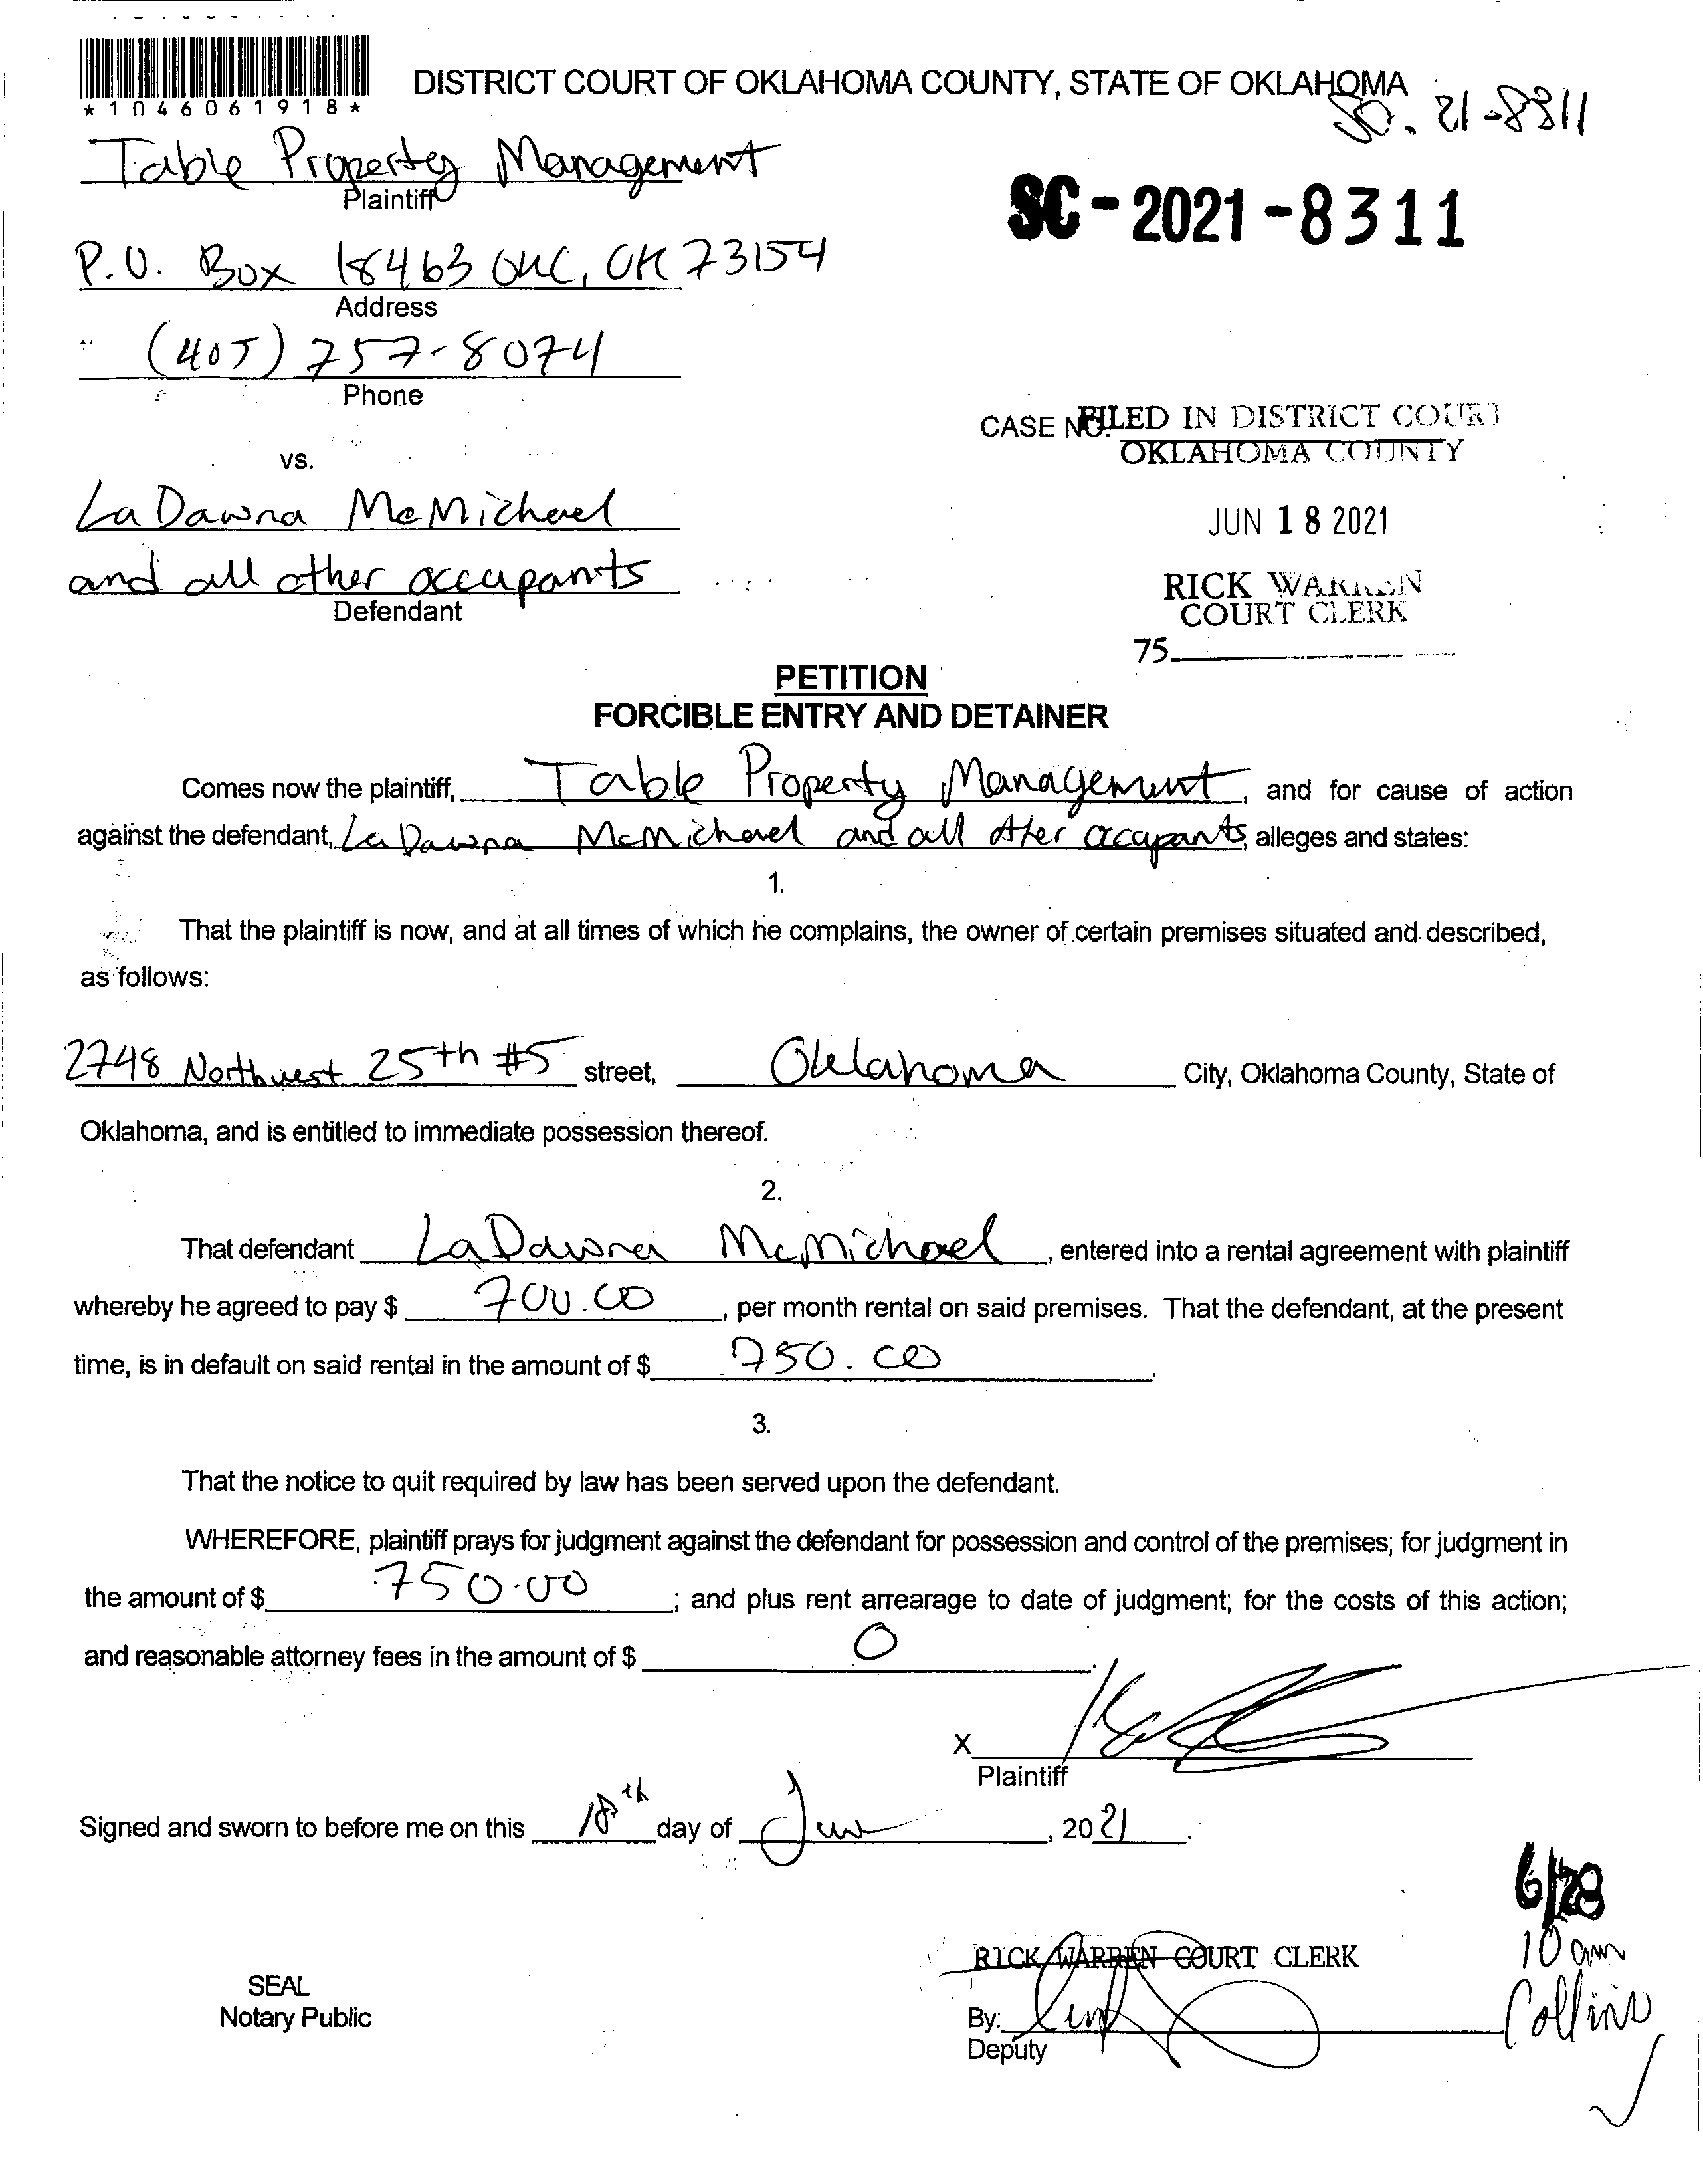 *1046061918*
DISTRICT COURT OF OKLAHOMA COUNTY, STATE OF OKLAHOMA
SC. 21-8311
Table Property Management
Plaintiff
SC-2021-8311
P.O. Box 18463 OKC, OK 73154
Address
(405) 757-8074
Phone
CASE NO. FILED IN DISTRICT COURT
OKLAHOMA COUNTY
vs.
LaDawna McMichael
JUN 18 2021
and all other occupants
Defendant
RICK WARREN
COURT CLERK
75
PETITION
FORCIBLE ENTRY AND DETAINER
Comes now the plaintiff, Table Property Management, and for cause of action
against the defendant, LaDawna McMichael and all other occupants, alleges and states:
1.
That the plaintiff is now, and at all times of which he complains, the owner of certain premises situated and described,
as follows:
2748 Northwest 25th #5 street, Oklahoma City, Oklahoma County, State of
Oklahoma, and is entitled to immediate possession thereof.
2.
That defendant LaDawna McMichael, entered into a rental agreement with plaintiff
whereby he agreed to pay $ 700.00, per month rental on said premises. That the defendant, at the present
time, is in default on said rental in the amount of $ 750.00.
3.
That the notice to quit required by law has been served upon the defendant.
WHEREFORE, plaintiff prays for judgment against the defendant for possession and control of the premises; for judgment in
the amount of $ 750.00; and plus rent arrearage to date of judgment; for the costs of this action;
and reasonable attorney fees in the amount of $ 0.
X
Plaintiff
Signed and sworn to before me on this 18th day of June, 2021.
6/28
10 am
Collins
RICK WARREN COURT CLERK
SEAL
Notary Public
By:
Deputy